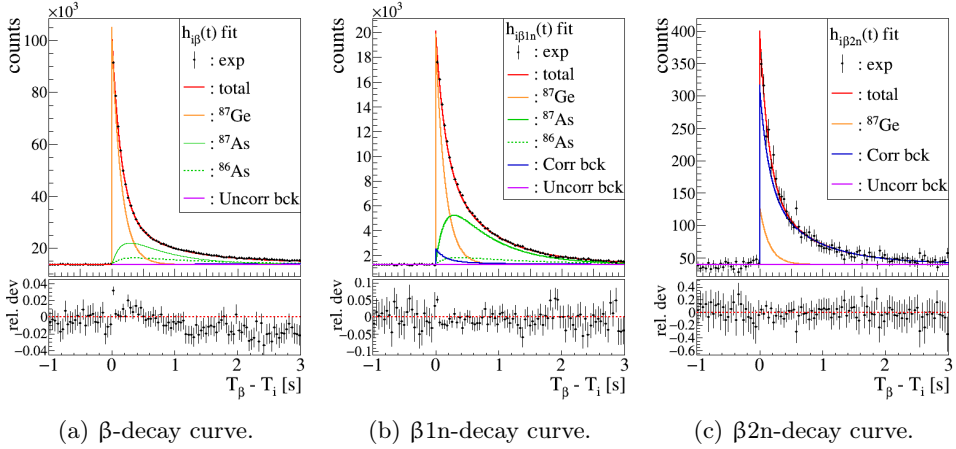 ×10³
counts
100
80
60
40
20
h_iβ(t) fit
: exp
: total
: ⁸⁷Ge
: ⁸⁷As
: ⁸⁶As
: Uncorr bck
rel. dev
0.04
0.02
0.00
−0.02
−0.04
−1 0 1 2 3
T_β - T_i [s]
(a) β-decay curve.
×10³
counts
20
18
16
14
12
10
8
6
4
2
h_iβ1n(t) fit
: exp
: total
: ⁸⁷Ge
: ⁸⁷As
: ⁸⁶As
: Corr bck
: Uncorr bck
rel. dev
0.1
0.05
0
−0.05
−0.1
−1 0 1 2 3
T_β - T_i [s]
(b) β1n-decay curve.
counts
400
350
300
250
200
150
100
50
h_iβ2n(t) fit
: exp
: total
: ⁸⁷Ge
: Corr bck
: Uncorr bck
rel. dev
0.4
0.2
0
−0.2
−0.4
−0.6
−1 0 1 2 3
T_β - T_i [s]
(c) β2n-decay curve.